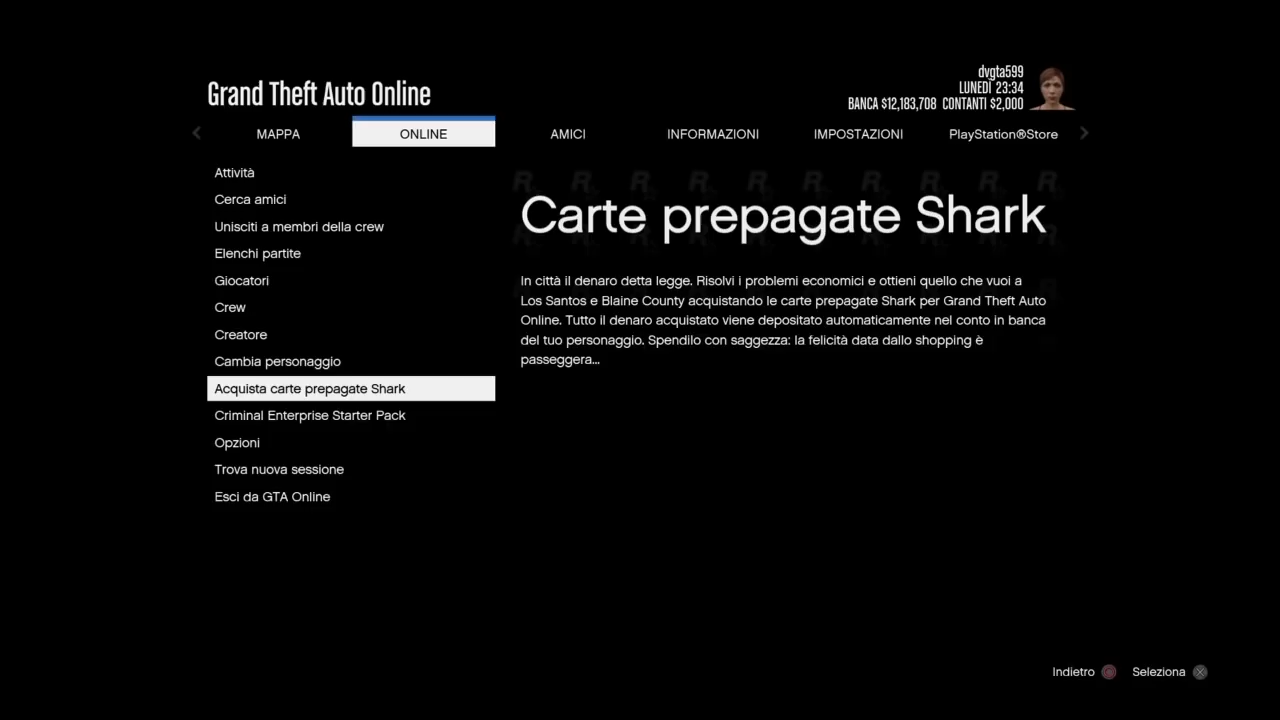 Grand Theft Auto Online
dvgta599
LUNEDÌ 23:34
BANCA $12,183,708 CONTANTI $2,000
MAPPA ONLINE AMICI INFORMAZIONI IMPOSTAZIONI PlayStation®Store
Attività
Cerca amici
Unisciti a membri della crew
Elenchi partite
Giocatori
Crew
Creatore
Cambia personaggio
Acquista carte prepagate Shark
Criminal Enterprise Starter Pack
Opzioni
Trova nuova sessione
Esci da GTA Online
Carte prepagate Shark
In città il denaro detta legge. Risolvi i problemi economici e ottieni quello che vuoi a
Los Santos e Blaine County acquistando le carte prepagate Shark per Grand Theft Auto
Online. Tutto il denaro acquistato viene depositato automaticamente nel conto in banca
del tuo personaggio. Spendilo con saggezza: la felicità data dallo shopping è
passeggera...
Indietro Seleziona